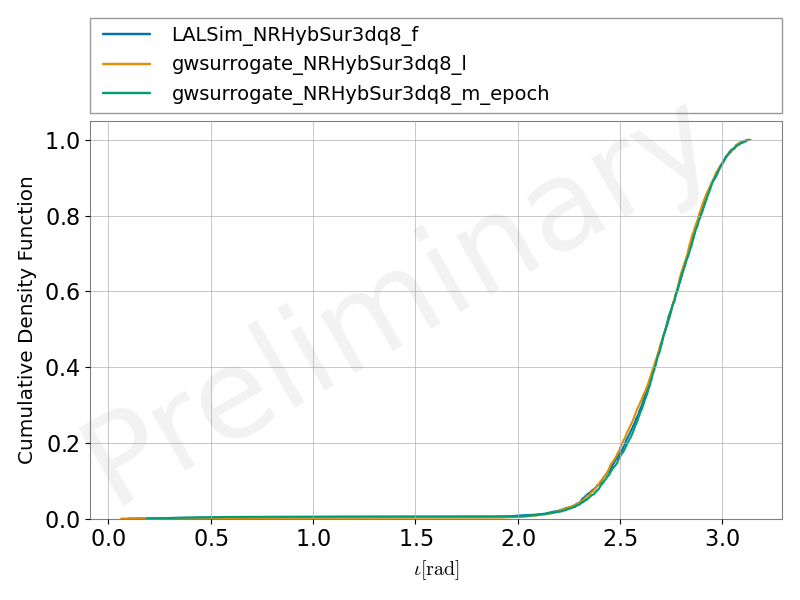 LALSim_NRHybSur3dq8_f
gwsurrogate_NRHybSur3dq8_l
gwsurrogate_NRHybSur3dq8_m_epoch
Preliminary
Cumulative Density Function
1.0
0.8
0.6
0.4
0.2
0.0
0.0 0.5 1.0 1.5 2.0 2.5 3.0
ι[rad]